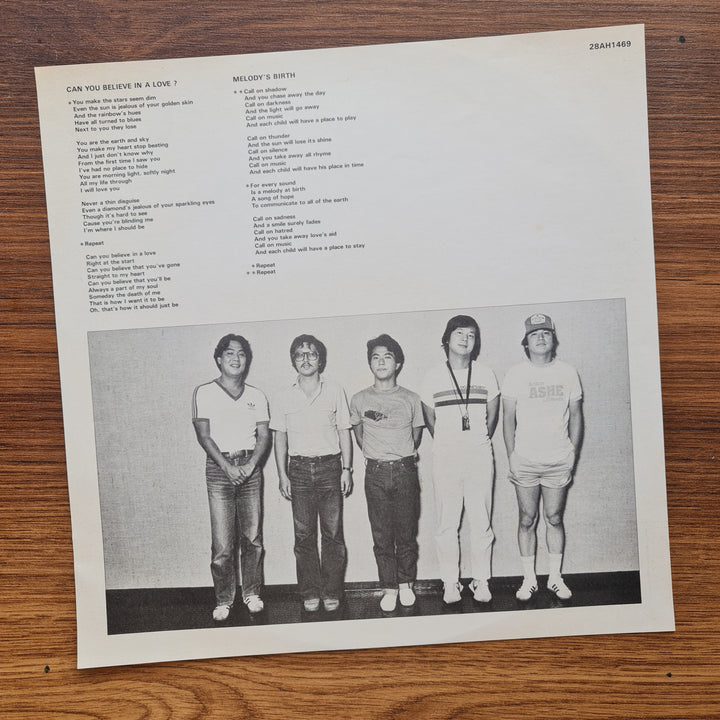 28AH1469
CAN YOU BELIEVE IN A LOVE ?
*You make the stars seem dim
Even the sun is jealous of your golden skin
And the rainbow's hues
Have all turned to blues
Next to you they lose
You are the earth and sky
You make my heart stop beating
And I just don't know why
From the first time I saw you
I've had no place to hide
You are morning light, softly night
All my life through
I will love you
Never a thin disguise
Even a diamond's jealous of your sparkling eyes
Though it's hard to see
Cause you're blinding me
I'm where I should be
*Repeat
Can you believe in a love
Right at the start
Can you believe that you've gone
Straight to my heart
Can you believe that you'll be
Always a part of my soul
Someday the death of me
That is how I want it to be
Oh, that's how it should just be
MELODY'S BIRTH
**Call on shadow
And you chase away the day
Call on darkness
And the light will go away
Call on music
And each child will have a place to play
Call on thunder
And the sun will lose its shine
Call on silence
And you take away all rhyme
Call on music
And each child will have his place in time
*For every sound
Is a melody at birth
A song of hope
To communicate to all of the earth
Call on sadness
And a smile surely fades
Call on hatred
And you take away love's aid
Call on music
And each child will have a place to stay
*Repeat
**Repeat
ASHE